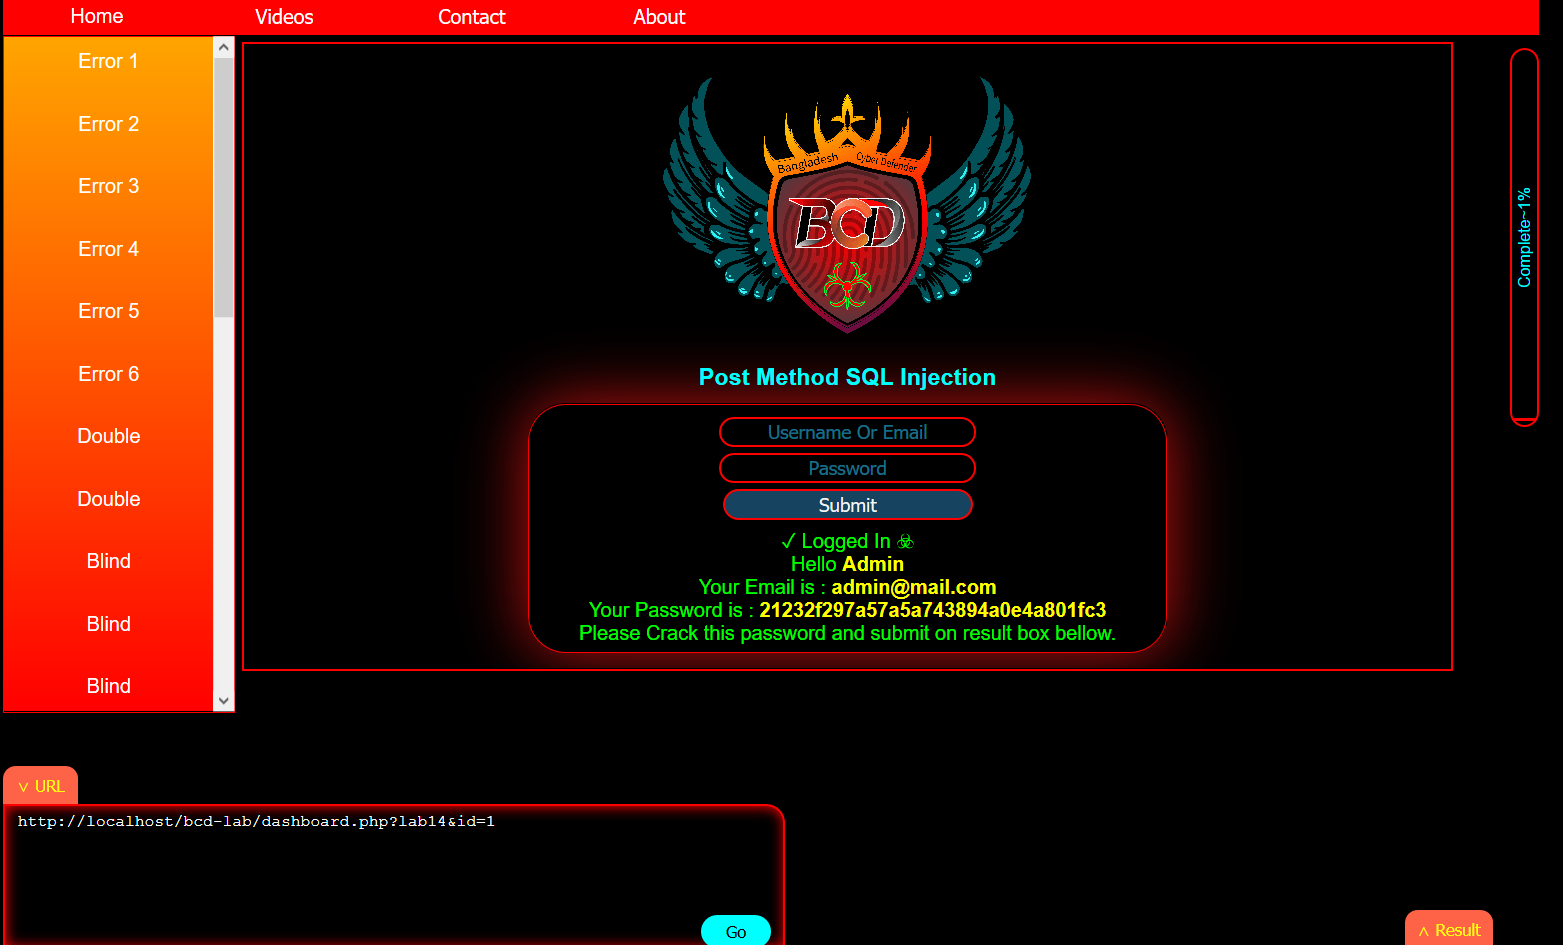 Home Videos Contact About
Error 1
Error 2
Error 3
Error 4
Error 5
Error 6
Double
Double
Blind
Blind
Blind
Bangladesh Cyber Defender
BCD
Post Method SQL Injection
Username Or Email
Password
Submit
✓ Logged In ☣
Hello Admin
Your Email is : admin@mail.com
Your Password is : 21232f297a57a5a743894a0e4a801fc3
Please Crack this password and submit on result box bellow.
Complete~1%
˅ URL
http://localhost/bcd-lab/dashboard.php?lab14&id=1
Go
˄ Result